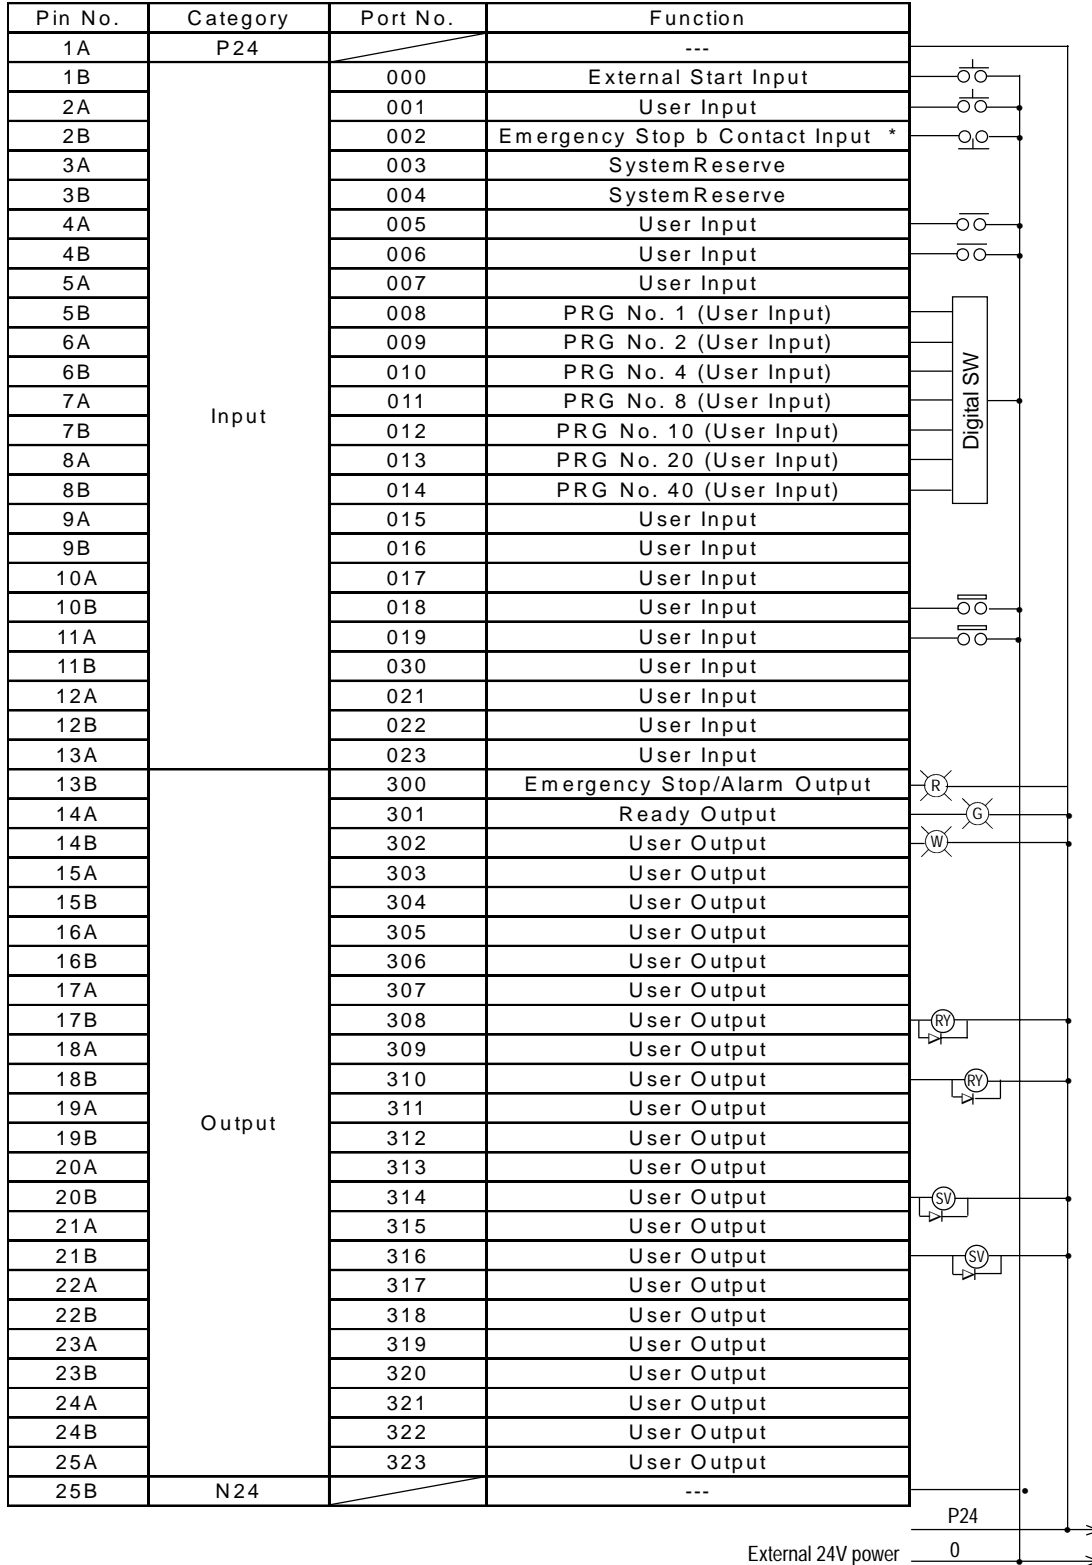 Pin No. Category Port No. Function
1A P24 ---
1B 000 External Start Input
2A 001 User Input
2B 002 Emergency Stop b Contact Input *
3A 003 System Reserve
3B 004 System Reserve
4A 005 User Input
4B 006 User Input
5A 007 User Input
5B 008 PRG No. 1 (User Input)
6A 009 PRG No. 2 (User Input)
6B 010 PRG No. 4 (User Input)
7A 011 PRG No. 8 (User Input)
Input
Digital SW
7B 012 PRG No. 10 (User Input)
8A 013 PRG No. 20 (User Input)
8B 014 PRG No. 40 (User Input)
9A 015 User Input
9B 016 User Input
10A 017 User Input
10B 018 User Input
11A 019 User Input
11B 030 User Input
12A 021 User Input
12B 022 User Input
13A 023 User Input
13B 300 Emergency Stop/Alarm Output R
14A 301 Ready Output G
14B 302 User Output W
15A 303 User Output
15B 304 User Output
16A 305 User Output
16B 306 User Output
17A 307 User Output
17B 308 User Output RY
18A 309 User Output
18B 310 User Output RY
19A 311 User Output
Output
19B 312 User Output
20A 313 User Output
20B 314 User Output SV
21A 315 User Output
21B 316 User Output SV
22A 317 User Output
22B 318 User Output
23A 319 User Output
23B 320 User Output
24A 321 User Output
24B 322 User Output
25A 323 User Output
25B N24 ---
P24
External 24V power 0